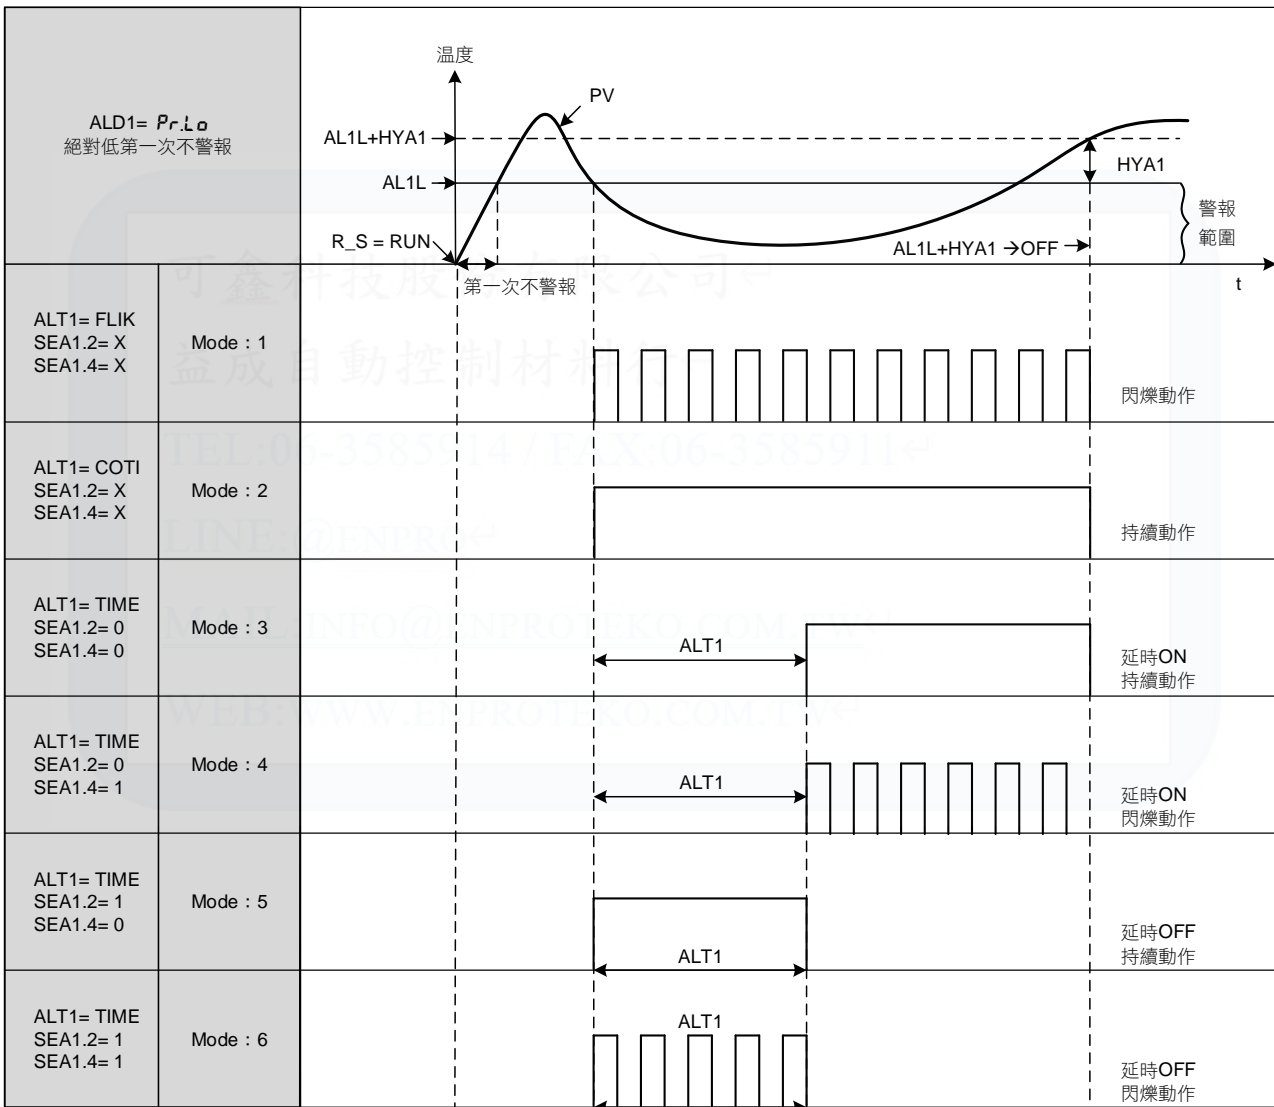 温度
PV
ALD1= Pr.Lo
絕對低第一次不警報
AL1L+HYA1
HYA1
AL1L
警報
範圍
R_S = RUN
AL1L+HYA1 →OFF
第一次不警報
t
ALT1= FLIK
SEA1.2= X
SEA1.4= X
Mode：1
閃爍動作
ALT1= COTI
SEA1.2= X
SEA1.4= X
Mode：2
持續動作
ALT1= TIME
SEA1.2= 0
SEA1.4= 0
Mode：3
ALT1
延時ON
持續動作
ALT1= TIME
SEA1.2= 0
SEA1.4= 1
Mode：4
ALT1
延時ON
閃爍動作
ALT1= TIME
SEA1.2= 1
SEA1.4= 0
Mode：5
ALT1
延時OFF
持續動作
ALT1= TIME
SEA1.2= 1
SEA1.4= 1
Mode：6
ALT1
延時OFF
閃爍動作
可鑫科技股份有限公司
益成自動控制材料行
TEL:06-3585914 / FAX:06-3585911
LINE:@ENPRO
MAIL:INFO@ENPROTEKO.COM.TW
WEB:WWW.ENPROTEKO.COM.TW